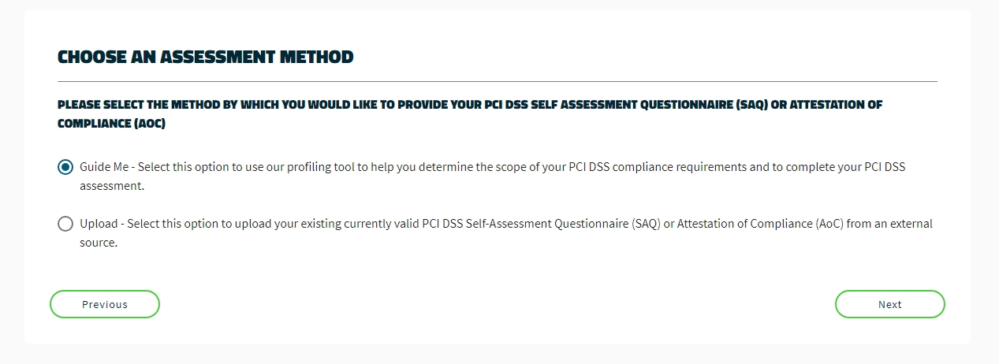 CHOOSE AN ASSESSMENT METHOD
PLEASE SELECT THE METHOD BY WHICH YOU WOULD LIKE TO PROVIDE YOUR PCI DSS SELF ASSESSMENT QUESTIONNAIRE (SAQ) OR ATTESTATION OF
COMPLIANCE (AOC)
Guide Me - Select this option to use our profiling tool to help you determine the scope of your PCI DSS compliance requirements and to complete your PCI DSS
assessment.
Upload - Select this option to upload your existing currently valid PCI DSS Self-Assessment Questionnaire (SAQ) or Attestation of Compliance (AoC) from an external
source.
Previous
Next